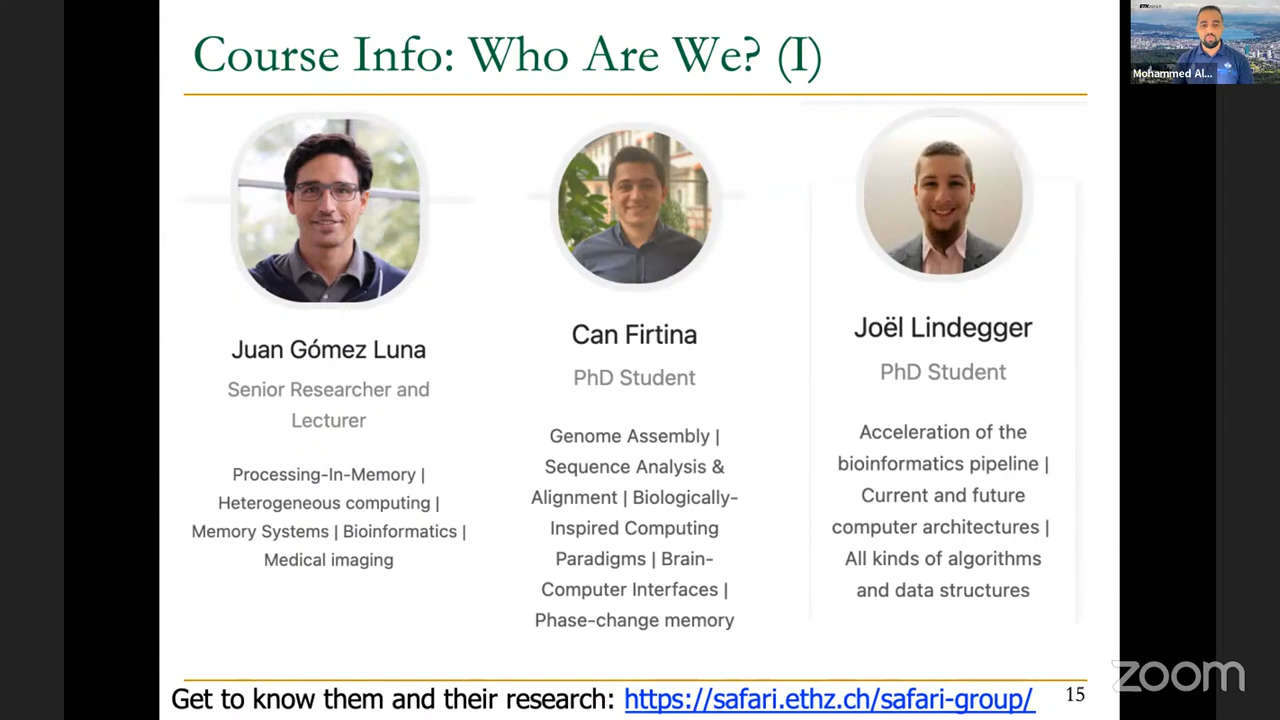 Course Info: Who Are We? (I)
ETH zürich
Mohammed Al...
Juan Gómez Luna
Senior Researcher and
Lecturer
Processing-In-Memory |
Heterogeneous computing |
Memory Systems | Bioinformatics |
Medical imaging
Can Firtina
PhD Student
Genome Assembly |
Sequence Analysis &
Alignment | Biologically-
Inspired Computing
Paradigms | Brain-
Computer Interfaces |
Phase-change memory
Joël Lindegger
PhD Student
Acceleration of the
bioinformatics pipeline |
Current and future
computer architectures |
All kinds of algorithms
and data structures
Get to know them and their research: https://safari.ethz.ch/safari-group/
15
zoom